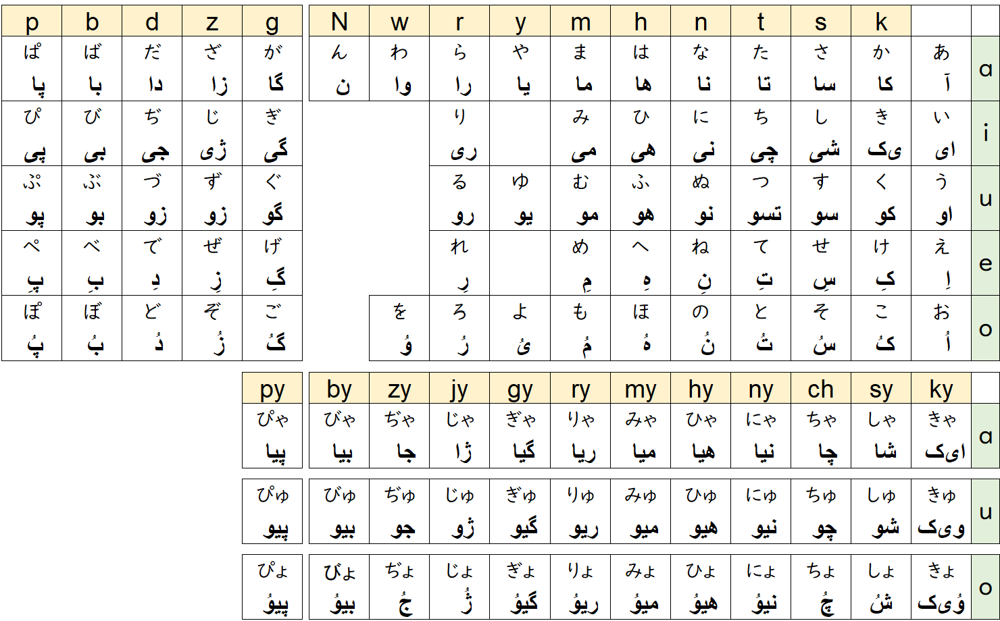 k s t n h m y r w N g z d b p
あ か さ た な は ま や ら わ ん が ざ だ ば ぱ
a آ کا سا تا نا ها ما یا را وا ن گا زا دا با پا
い き し ち に ひ み り ぎ じ ぢ び ぴ
i ای ی‌ک شی چی نی هی می ری گی ژی جی بی پی
う く す つ ぬ ふ む ゆ る ぐ ず づ ぶ ぷ
u او کو سو تسو نو هو مو یو رو گو زو زو بو پو
え け せ て ね へ め れ げ ぜ で べ ぺ
e اِ کِ سِ تِ نِ هِ مِ رِ گِ زِ دِ بِ پِ
お こ そ と の ほ も よ ろ を ご ぞ ど ぼ ぽ
o اُ کُ سُ تُ نُ هُ مُ یُ رُ وُ گُ زُ دُ بُ پُ
ky sy ch ny hy my ry gy jy zy by py
きゃ しゃ ちゃ にゃ ひゃ みゃ りゃ ぎゃ じゃ ぢゃ びゃ ぴゃ
a ای‌ک شا چا نیا هیا میا ریا گیا ژا جا بیا پیا
きゅ しゅ ちゅ にゅ ひゅ みゅ りゅ ぎゅ じゅ ぢゅ びゅ ぴゅ
u وی‌ک شو چو نیو هیو میو ریو گیو ژو جو بیو پیو
きょ しょ ちょ にょ ひょ みょ りょ ぎょ じょ ぢょ びょ ぴょ
o وُی‌ک شُ چُ نیوُ هیوُ میوُ ریوُ گیوُ ژُ جُ بیوُ پیوُ